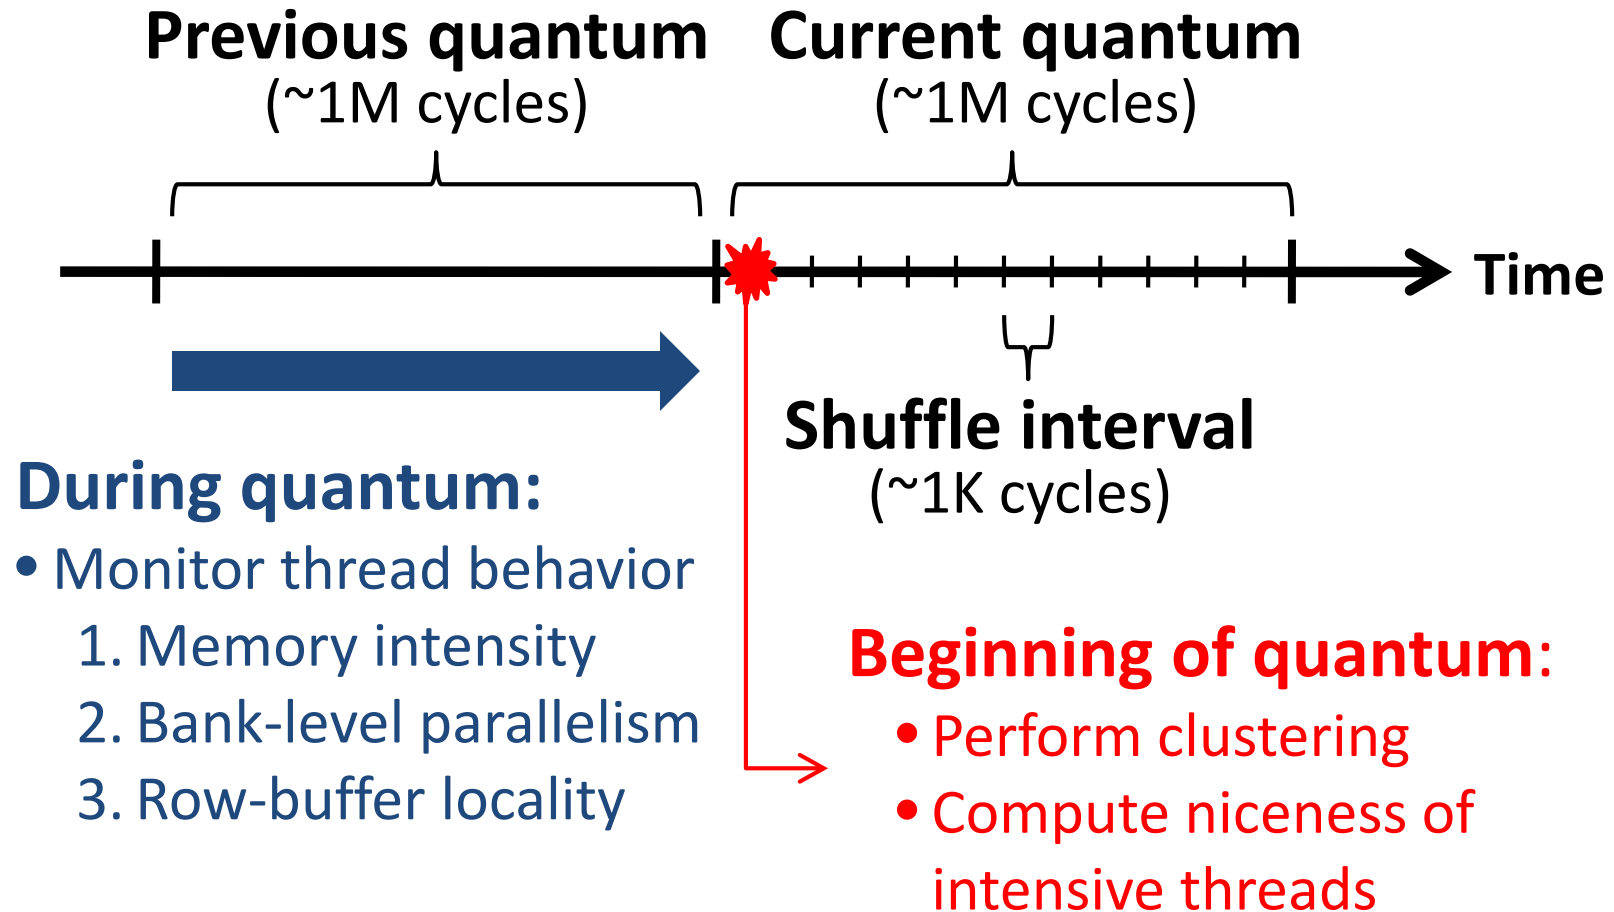 Previous quantum
(~1M cycles)
Current quantum
(~1M cycles)
Time
Shuffle interval
(~1K cycles)
During quantum:
• Monitor thread behavior
1. Memory intensity
2. Bank-level parallelism
3. Row-buffer locality
Beginning of quantum:
• Perform clustering
• Compute niceness of
intensive threads